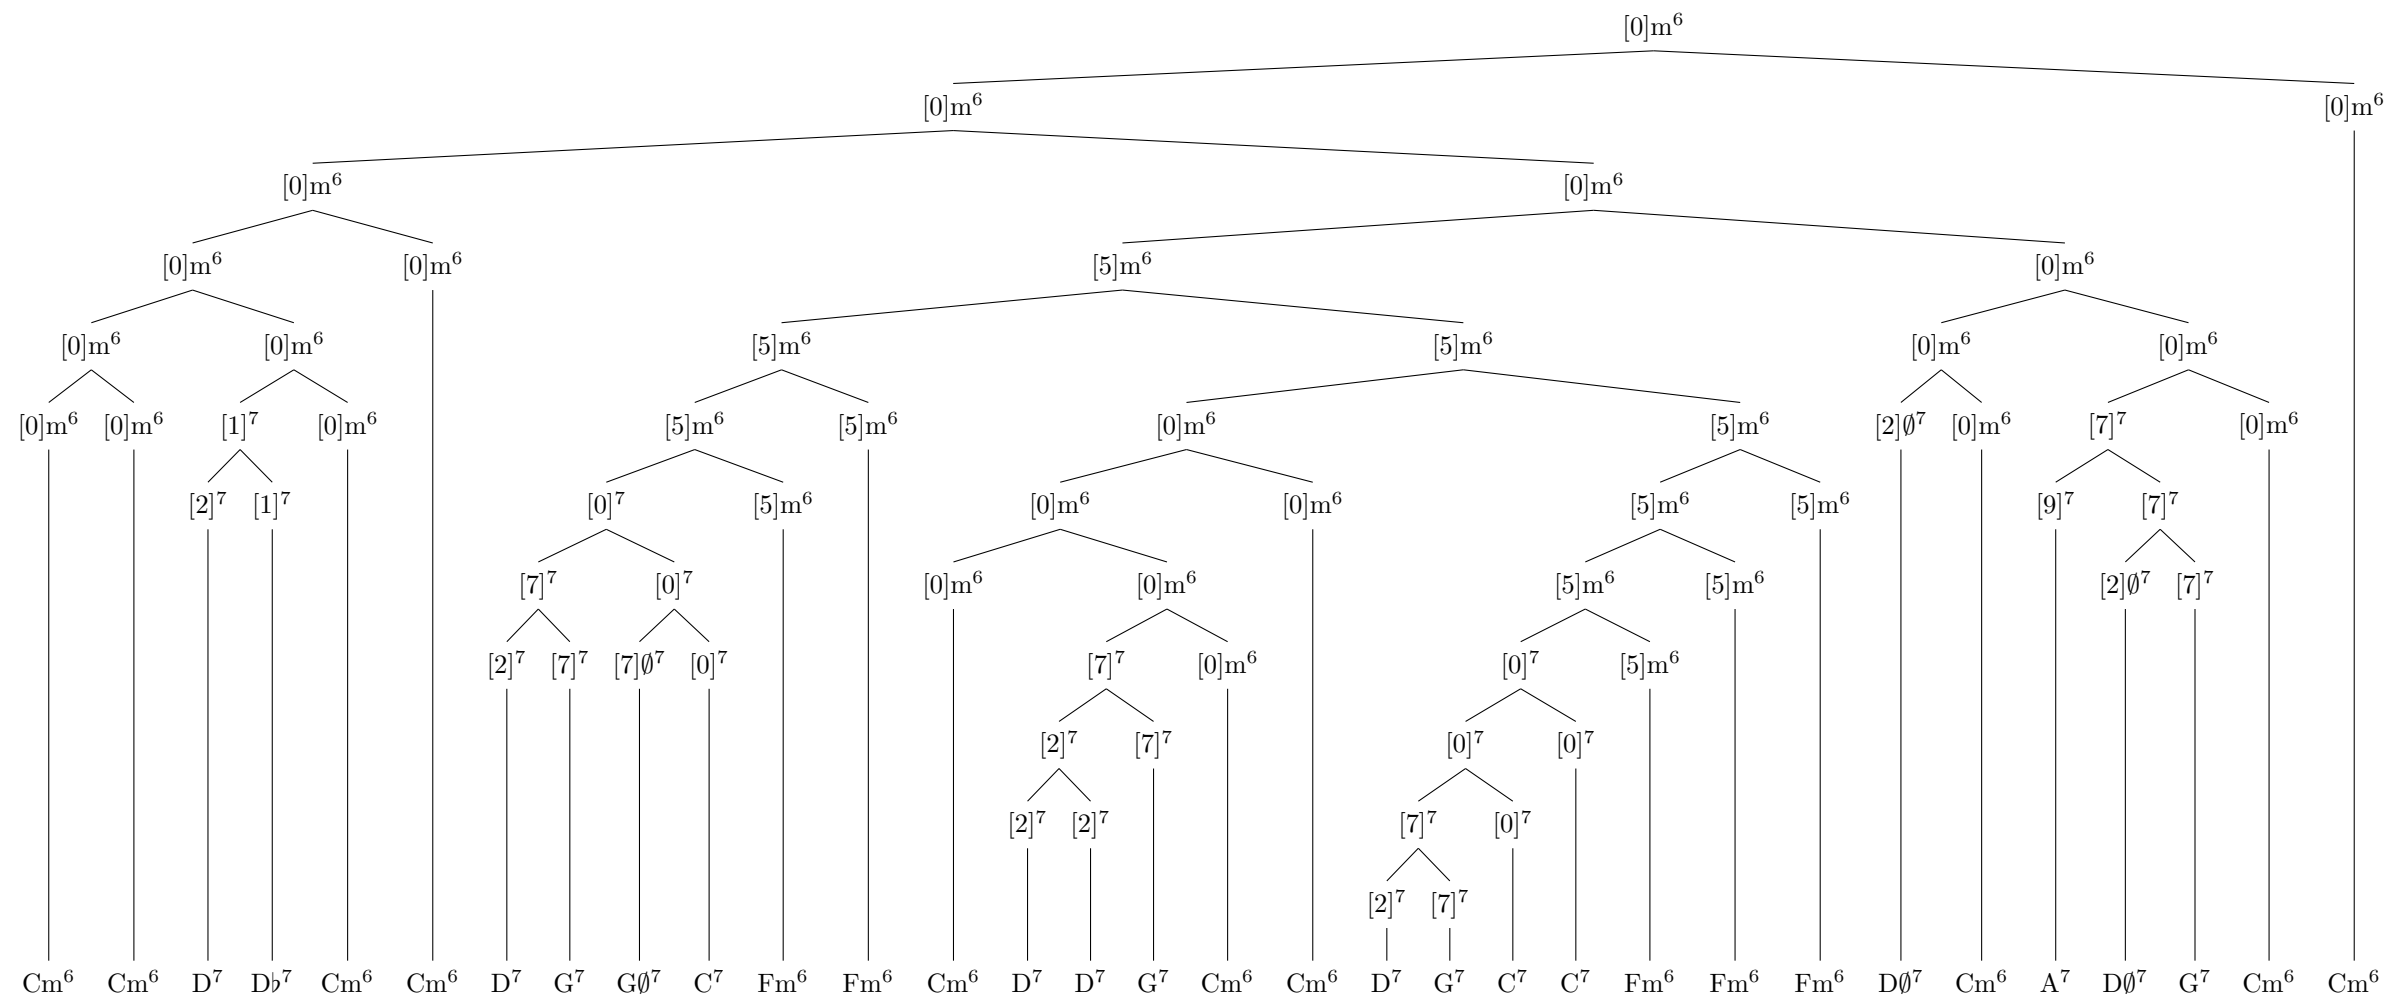 [0]m⁶
[0]m⁶ [0]m⁶
[0]m⁶ [0]m⁶
[0]m⁶ [0]m⁶ [5]m⁶ [0]m⁶
[0]m⁶ [0]m⁶ [5]m⁶ [5]m⁶ [0]m⁶ [0]m⁶
[0]m⁶ [0]m⁶ [1]⁷ [0]m⁶ [5]m⁶ [5]m⁶ [0]m⁶ [5]m⁶ [2]∅⁷ [0]m⁶ [7]⁷ [0]m⁶
[2]⁷ [1]⁷ [0]⁷ [5]m⁶ [0]m⁶ [0]m⁶ [5]m⁶ [5]m⁶ [9]⁷ [7]⁷
[7]⁷ [0]⁷ [0]m⁶ [0]m⁶ [5]m⁶ [5]m⁶ [2]∅⁷ [7]⁷
[2]⁷ [7]⁷ [7]∅⁷ [0]⁷ [7]⁷ [0]m⁶ [0]⁷ [5]m⁶
[2]⁷ [7]⁷ [0]⁷ [0]⁷
[2]⁷ [2]⁷ [7]⁷ [0]⁷
[2]⁷ [7]⁷
Cm⁶ Cm⁶ D⁷ D♭⁷ Cm⁶ Cm⁶ D⁷ G⁷ G∅⁷ C⁷ Fm⁶ Fm⁶ Cm⁶ D⁷ D⁷ G⁷ Cm⁶ Cm⁶ D⁷ G⁷ C⁷ C⁷ Fm⁶ Fm⁶ Fm⁶ D∅⁷ Cm⁶ A⁷ D∅⁷ G⁷ Cm⁶ Cm⁶